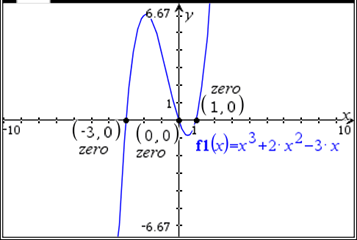 6.67 y
zero
(1, 0)
1
x
-10
(-3, 0)
zero
(0, 0)
zero
1
10
f1(x)=x³+2·x²-3·x
-6.67